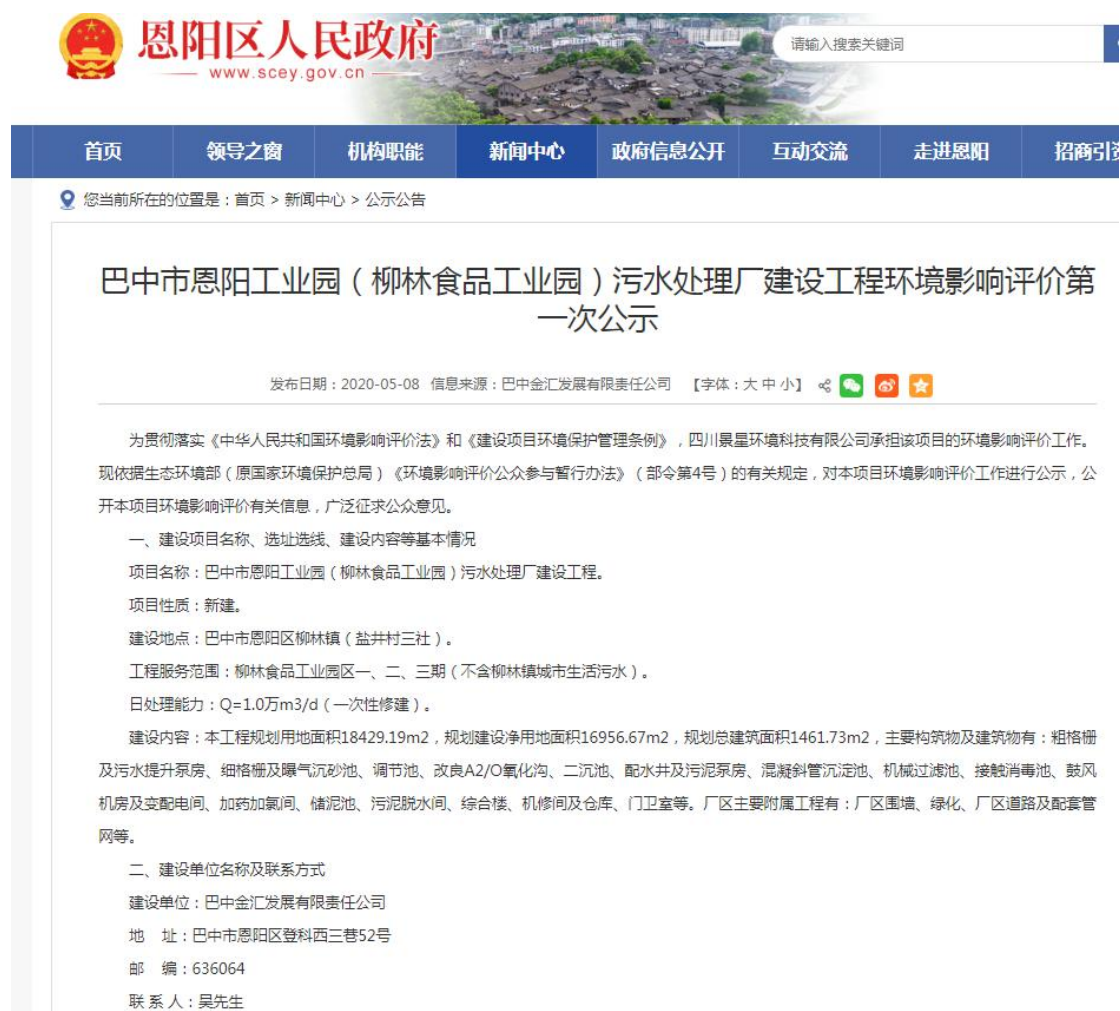 恩阳区人民政府
www.scey.gov.cn
请输入搜索关键词
首页 领导之窗 机构职能 新闻中心 政府信息公开 互动交流 走进恩阳 招商引资
您当前所在的位置是：首页 > 新闻中心 > 公示公告
巴中市恩阳工业园（柳林食品工业园）污水处理厂建设工程环境影响评价第
一次公示
发布日期：2020-05-08 信息来源：巴中金汇发展有限责任公司 【字体：大 中 小】
为贯彻落实《中华人民共和国环境影响评价法》和《建设项目环境保护管理条例》，四川景星环境科技有限公司承担该项目的环境影响评价工作。
现依据生态环境部（原国家环境保护总局）《环境影响评价公众参与暂行办法》（部令第4号）的有关规定，对本项目环境影响评价工作进行公示，公
开本项目环境影响评价有关信息，广泛征求公众意见。
一、建设项目名称、选址选线、建设内容等基本情况
项目名称：巴中市恩阳工业园（柳林食品工业园）污水处理厂建设工程。
项目性质：新建。
建设地点：巴中市恩阳区柳林镇（盐井村三社）。
工程服务范围：柳林食品工业园区一、二、三期（不含柳林镇城市生活污水）。
日处理能力：Q=1.0万m3/d（一次性修建）。
建设内容：本工程规划用地面积18429.19m2，规划建设净用地面积16956.67m2，规划总建筑面积1461.73m2，主要构筑物及建筑物有：粗格栅
及污水提升泵房、细格栅及曝气沉砂池、调节池、改良A2/O氧化沟、二沉池、配水井及污泥泵房、混凝斜管沉淀池、机械过滤池、接触消毒池、鼓风
机房及变配电间、加药加氯间、储泥池、污泥脱水间、综合楼、机修间及仓库、门卫室等。厂区主要附属工程有：厂区围墙、绿化、厂区道路及配套管
网等。
二、建设单位名称及联系方式
建设单位：巴中金汇发展有限责任公司
地 址：巴中市恩阳区登科西三巷52号
邮 编：636064
联 系 人：吴先生